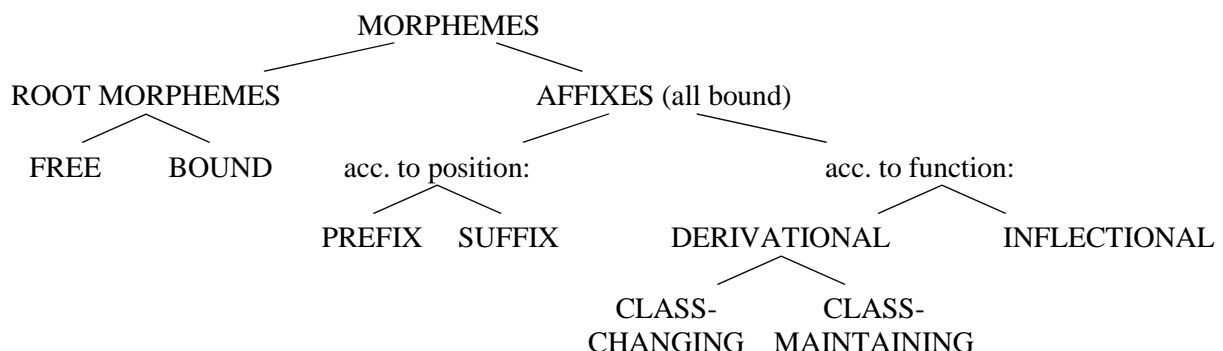 MORPHEMES
ROOT MORPHEMES AFFIXES (all bound)
FREE BOUND acc. to position: acc. to function:
PREFIX SUFFIX DERIVATIONAL INFLECTIONAL
CLASS- CLASS-
CHANGING MAINTAINING